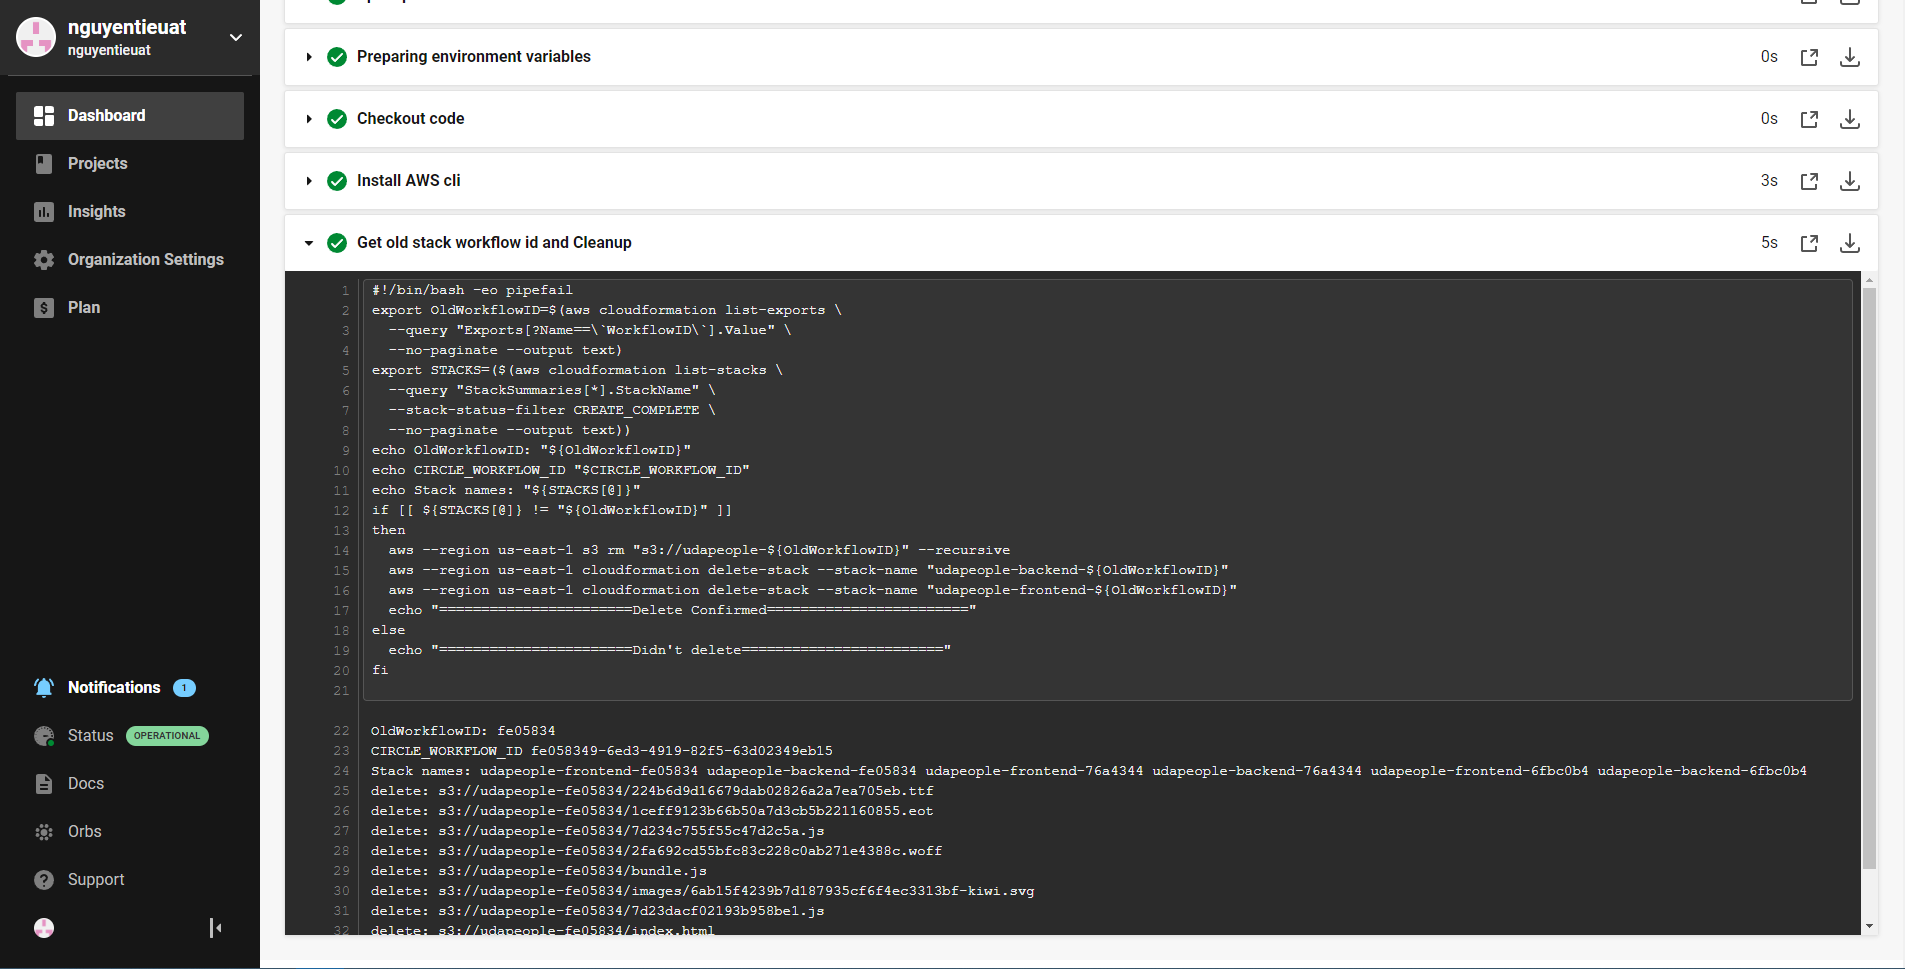 nguyentieuat
nguyentieuat
Dashboard
Projects
Insights
Organization Settings
Plan
Notifications 1
Status OPERATIONAL
Docs
Orbs
Support
Preparing environment variables 0s
Checkout code 0s
Install AWS cli 3s
Get old stack workflow id and Cleanup 5s
1 #!/bin/bash -eo pipefail
2 export OldWorkflowID=$(aws cloudformation list-exports \
3 --query "Exports[?Name==\`WorkflowID\`].Value" \
4 --no-paginate --output text)
5 export STACKS=($(aws cloudformation list-stacks \
6 --query "StackSummaries[*].StackName" \
7 --stack-status-filter CREATE_COMPLETE \
8 --no-paginate --output text))
9 echo OldWorkflowID: "${OldWorkflowID}"
10 echo CIRCLE_WORKFLOW_ID "$CIRCLE_WORKFLOW_ID"
11 echo Stack names: "${STACKS[@]}"
12 if [[ ${STACKS[@]} != "${OldWorkflowID}" ]]
13 then
14 aws --region us-east-1 s3 rm "s3://udapeople-${OldWorkflowID}" --recursive
15 aws --region us-east-1 cloudformation delete-stack --stack-name "udapeople-backend-${OldWorkflowID}"
16 aws --region us-east-1 cloudformation delete-stack --stack-name "udapeople-frontend-${OldWorkflowID}"
17 echo "=======================Delete Confirmed========================"
18 else
19 echo "=======================Didn't delete========================"
20 fi
21
22 OldWorkflowID: fe05834
23 CIRCLE_WORKFLOW_ID fe058349-6ed3-4919-82f5-63d02349eb15
24 Stack names: udapeople-frontend-fe05834 udapeople-backend-fe05834 udapeople-frontend-76a4344 udapeople-backend-76a4344 udapeople-frontend-6fbc0b4 udapeople-backend-6fbc0b4
25 delete: s3://udapeople-fe05834/224b6d9d16679dab02826a2a7ea705eb.ttf
26 delete: s3://udapeople-fe05834/1ceff9123b66b50a7d3cb5b221160855.eot
27 delete: s3://udapeople-fe05834/7d234c755f55c47d2c5a.js
28 delete: s3://udapeople-fe05834/2fa692cd55bfc83c228c0ab271e4388c.woff
29 delete: s3://udapeople-fe05834/bundle.js
30 delete: s3://udapeople-fe05834/images/6ab15f4239b7d187935cf6f4ec3313bf-kiwi.svg
31 delete: s3://udapeople-fe05834/7d23dacf02193b958be1.js
32 delete: s3://udapeople-fe05834/index.html